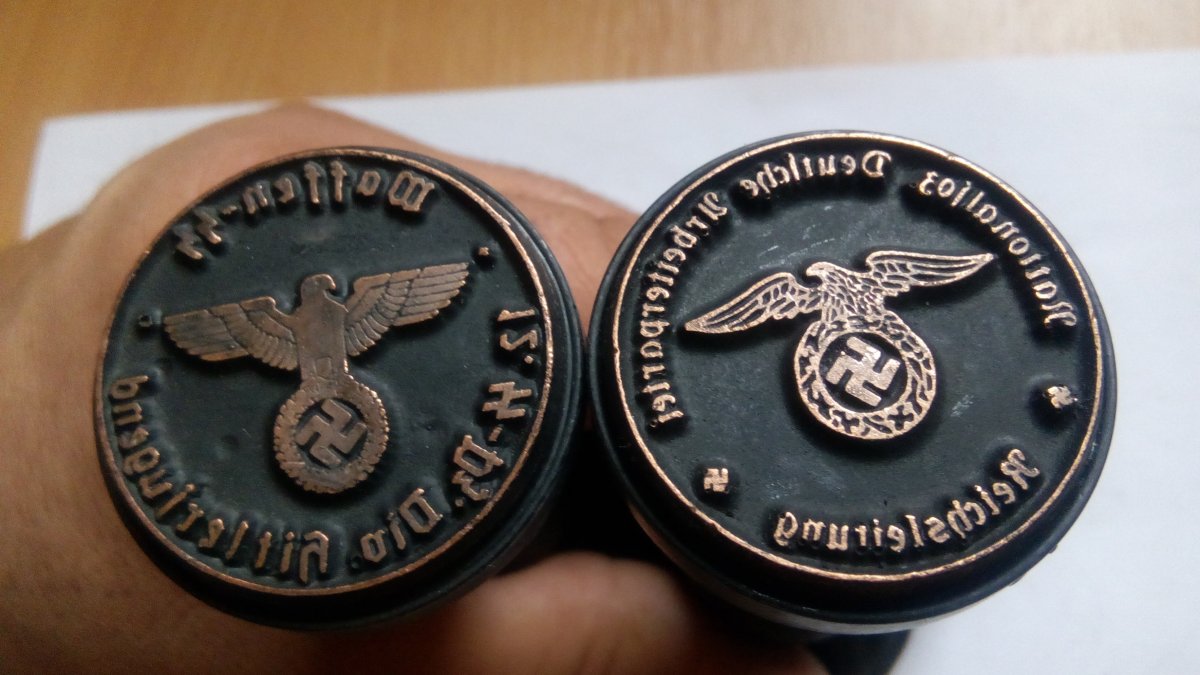 Waffen-SS
12. SS-Pz. Div. Hitlerjugend
Nationalsoz. Deutsche Arbeiterpartei.
Reichsleitung